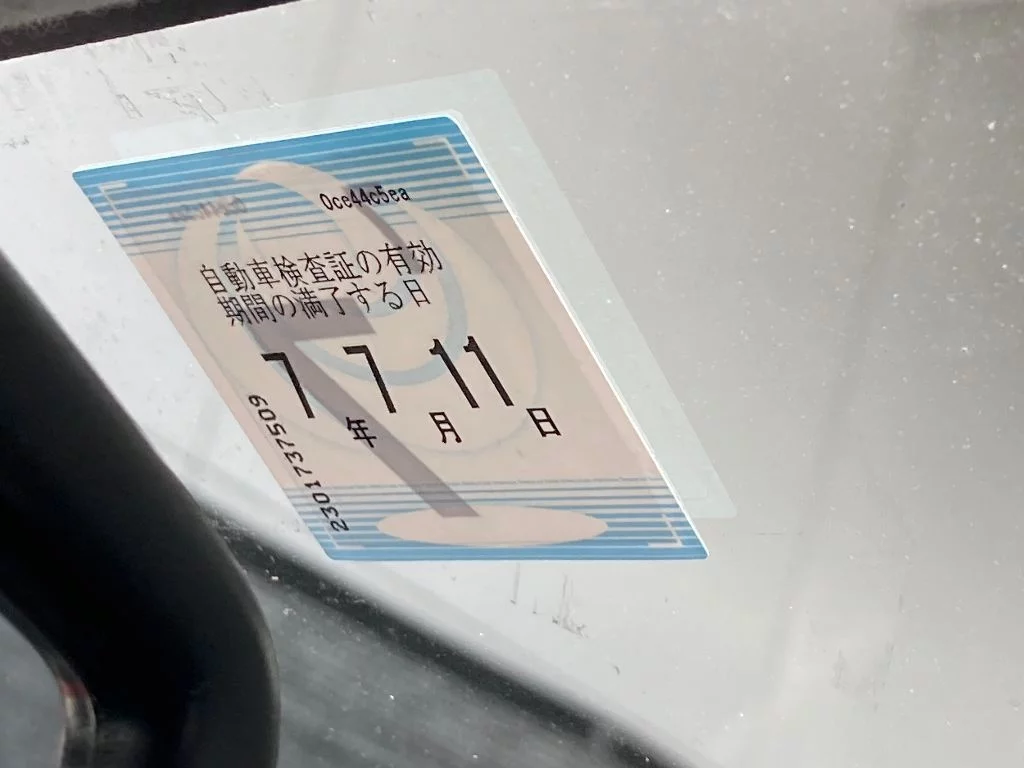 0ce44c5ea
自動車検査証の有効
期間の満了する日
7年7月11日
2301737509